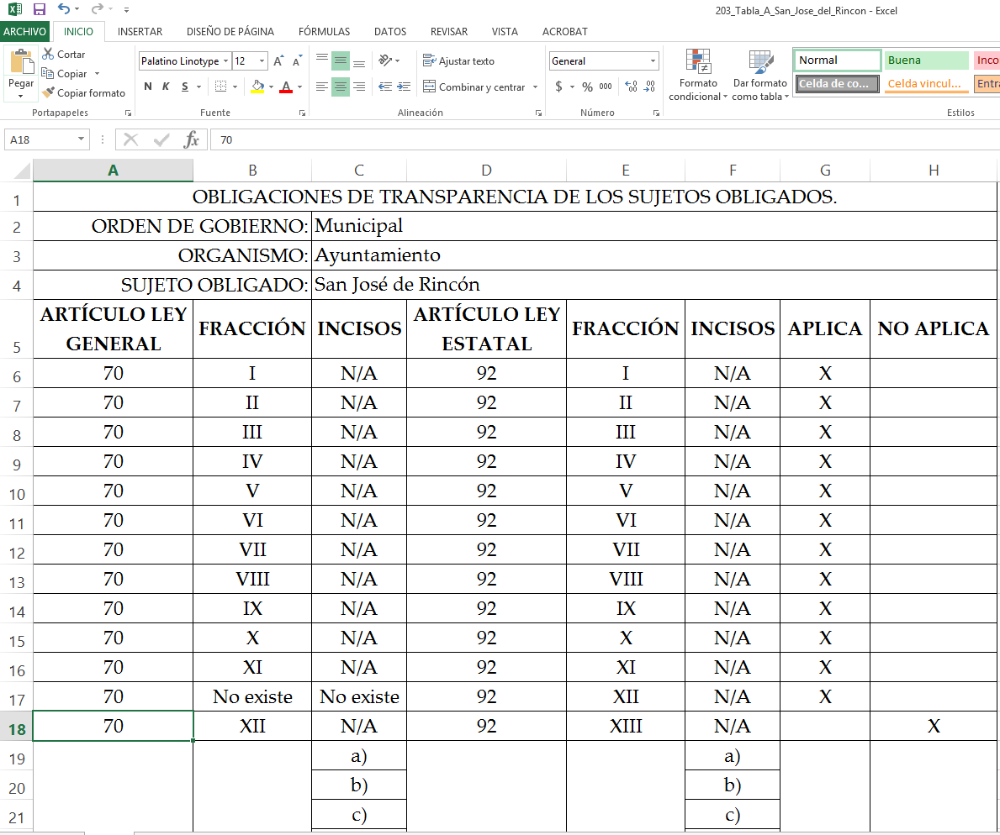 203_Tabla_A_San_Jose_del_Rincon - Excel
ARCHIVO INICIO INSERTAR DISEÑO DE PÁGINA FÓRMULAS DATOS REVISAR VISTA ACROBAT
Pegar
Cortar
Copiar
Copiar formato
Portapapeles
Palatino Linotype 12 A A
N K S A
Fuente
Ajustar texto
Combinar y centrar
Alineación
General
$ % 000
Número
Formato condicional
Dar formato como tabla
Normal Buena Inco
Celda de co... Celda vincul... Entra
Estilos
A18 fx 70
A B C D E F G H
1 OBLIGACIONES DE TRANSPARENCIA DE LOS SUJETOS OBLIGADOS.
2 ORDEN DE GOBIERNO: Municipal
3 ORGANISMO: Ayuntamiento
4 SUJETO OBLIGADO: San José de Rincón
5 ARTÍCULO LEY GENERAL FRACCIÓN INCISOS ARTÍCULO LEY ESTATAL FRACCIÓN INCISOS APLICA NO APLICA
6 70 I N/A 92 I N/A X
7 70 II N/A 92 II N/A X
8 70 III N/A 92 III N/A X
9 70 IV N/A 92 IV N/A X
10 70 V N/A 92 V N/A X
11 70 VI N/A 92 VI N/A X
12 70 VII N/A 92 VII N/A X
13 70 VIII N/A 92 VIII N/A X
14 70 IX N/A 92 IX N/A X
15 70 X N/A 92 X N/A X
16 70 XI N/A 92 XI N/A X
17 70 No existe No existe 92 XII N/A X
18 70 XII N/A 92 XIII N/A X
19 a) a)
20 b) b)
21 c) c)